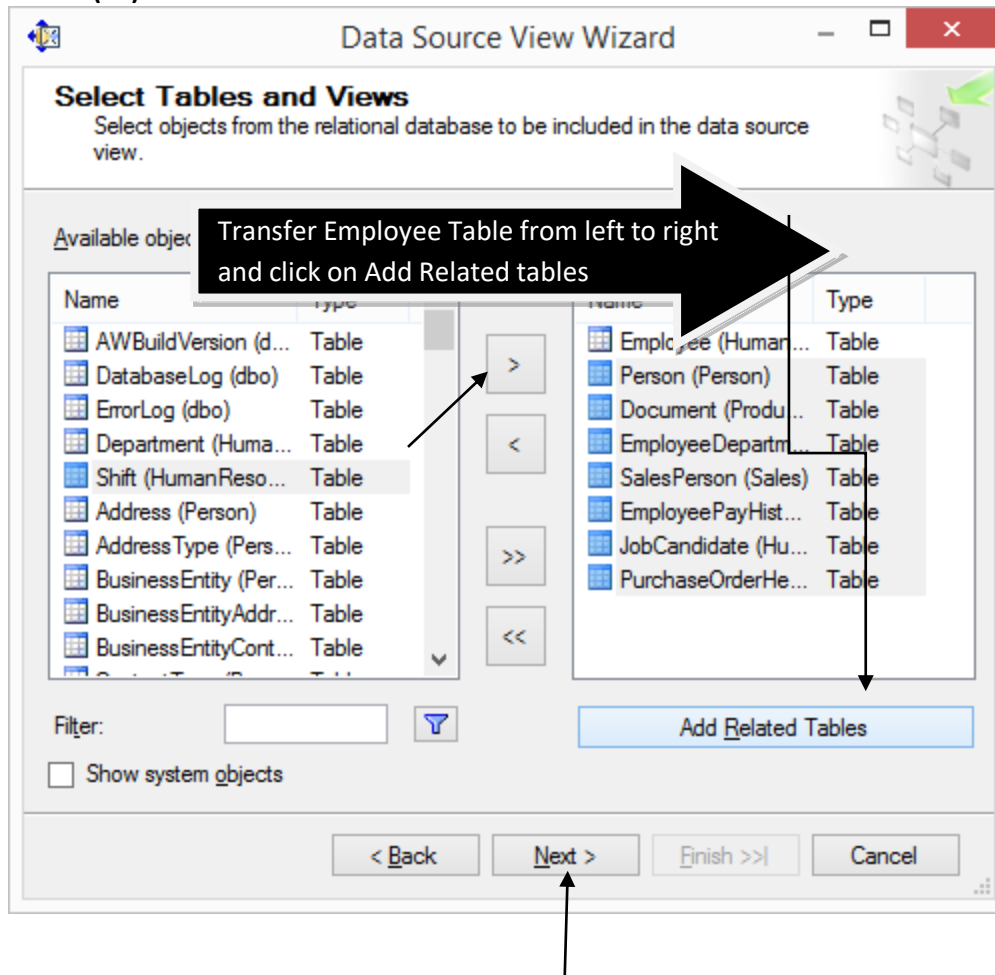 Data Source View Wizard
Select Tables and Views
Select objects from the relational database to be included in the data source
view.
Transfer Employee Table from left to right
and click on Add Related tables
Available objec
Name Type
AWBuildVersion (d... Table
DatabaseLog (dbo) Table
ErrorLog (dbo) Table
Department (Huma... Table
Shift (HumanReso... Table
Address (Person) Table
AddressType (Pers... Table
BusinessEntity (Per... Table
BusinessEntityAddr... Table
BusinessEntityCont... Table
>
<
>>
<<
Name Type
Employee (Human... Table
Person (Person) Table
Document (Produ... Table
EmployeeDepartm... Table
SalesPerson (Sales) Table
EmployeePayHist... Table
JobCandidate (Hu... Table
PurchaseOrderHe... Table
Filter:
Add Related Tables
Show system objects
< Back Next > Finish >>| Cancel